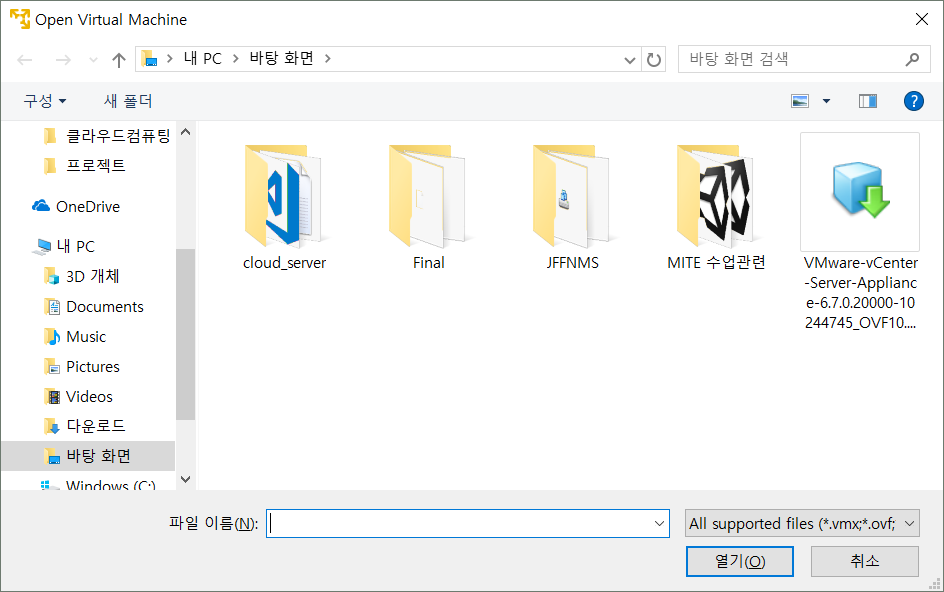 Open Virtual Machine
내 PC
바탕 화면
바탕 화면 검색
구성
새 폴더
?
클라우드컴퓨팅
프로젝트
OneDrive
내 PC
3D 개체
Documents
Music
Pictures
Videos
다운로드
바탕 화면
Windows (C:)
cloud_server
Final
JFFNMS
MITE 수업관련
VMware-vCenter
-Server-Applianc
e-6.7.0.20000-10
244745_OVF10....
파일 이름(N):
All supported files (*.vmx;*.ovf;
열기(O)
취소